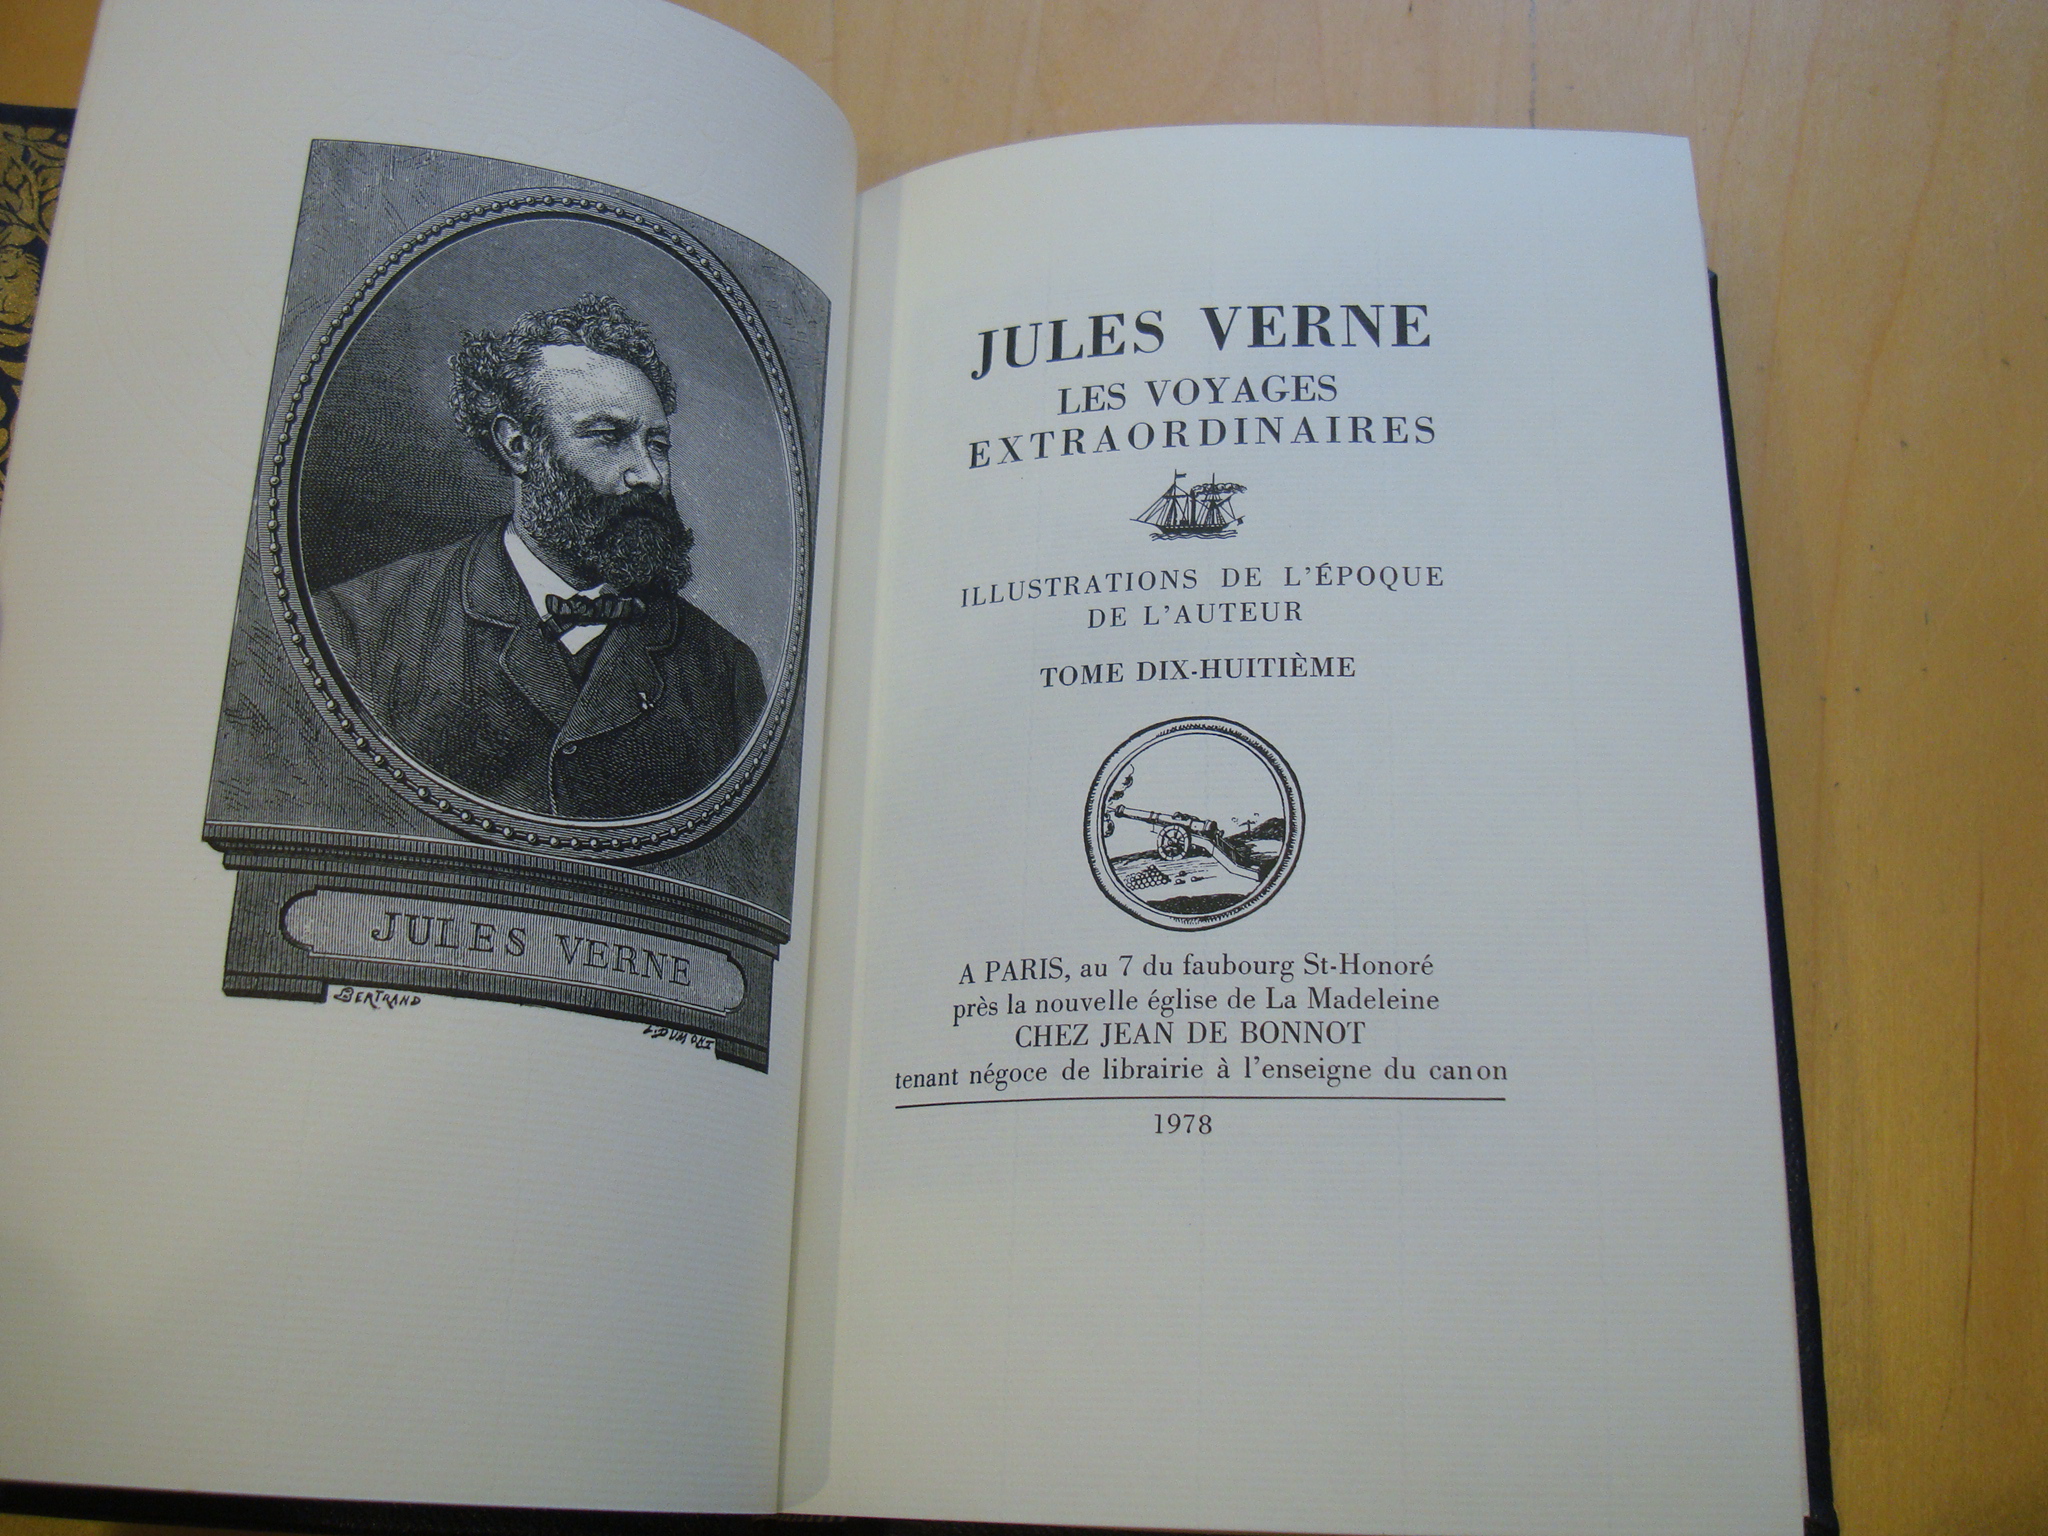 JULES VERNE
BERTRAND
L. DUMONT
JULES VERNE
LES VOYAGES
EXTRAORDINAIRES
ILLUSTRATIONS DE L'ÉPOQUE
DE L'AUTEUR
TOME DIX-HUITIÈME
A PARIS, au 7 du faubourg St-Honoré
près la nouvelle église de La Madeleine
CHEZ JEAN DE BONNOT
tenant négoce de librairie à l'enseigne du canon
1978